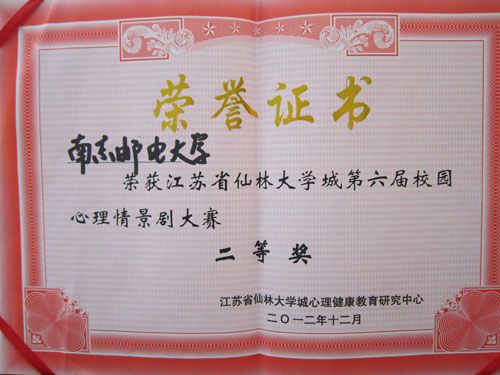 荣誉证书
南京邮电大学
荣获江苏省仙林大学城第六届校园
心理情景剧大赛
二等奖
江苏省仙林大学城心理健康教育研究中心
二〇一二年十二月